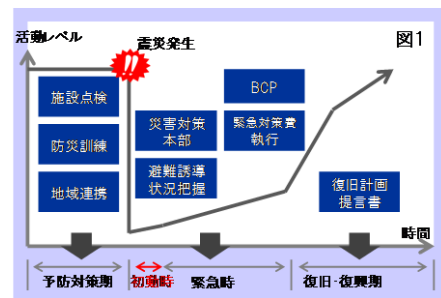 活動レベル
震災発生
図1
!!
施設点検
防災訓練
地域連携
災害対策
本部
避難誘導
状況把握
BCP
緊急対策費
執行
復旧計画
提言書
時間
予防対策期
初動時
緊急時
復旧・復興期